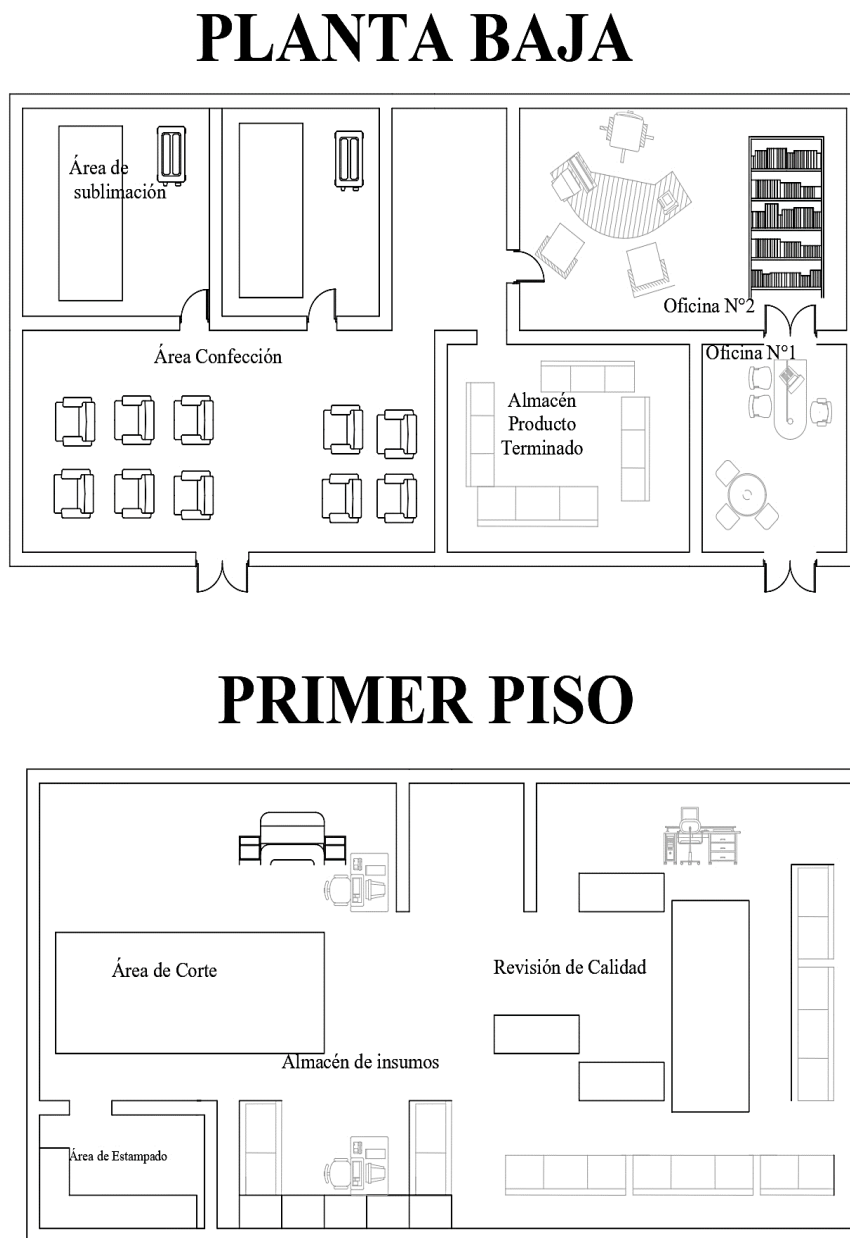 PLANTA BAJA
Área de
sublimación
Oficina N°2
Área Confección
Oficina N°1
Almacén
Producto
Terminado
PRIMER PISO
Área de Corte
Revisión de Calidad
Almacén de insumos
Área de Estampado